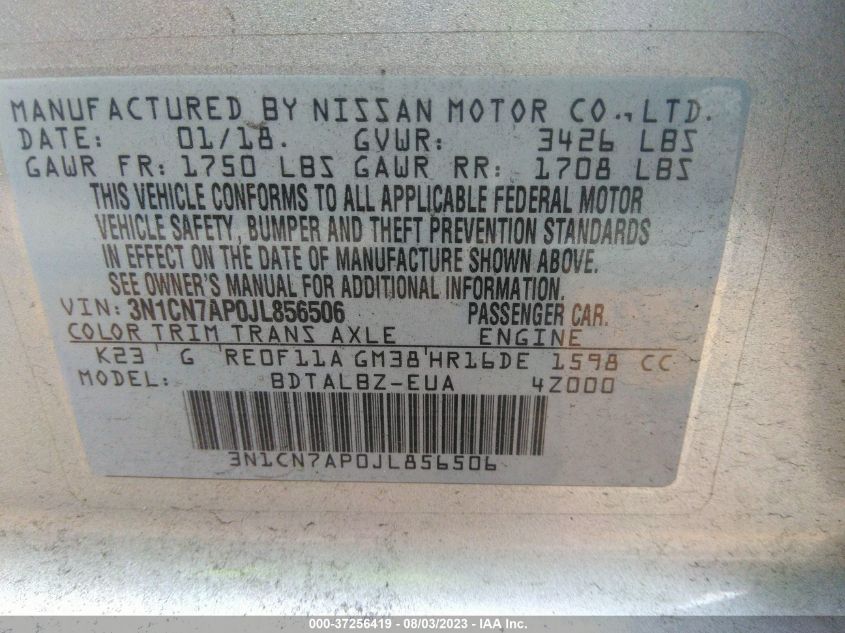 MANUFACTURED BY NISSAN MOTOR CO., LTD.
DATE: 01/18. GVWR: 3426 LBS
GAWR FR: 1750 LBS GAWR RR: 1708 LBS
THIS VEHICLE CONFORMS TO ALL APPLICABLE FEDERAL MOTOR
VEHICLE SAFETY, BUMPER AND THEFT PREVENTION STANDARDS
IN EFFECT ON THE DATE OF MANUFACTURE SHOWN ABOVE.
SEE OWNER'S MANUAL FOR ADDITIONAL INFORMATION.
VIN: 3N1CN7AP0JL856506 PASSENGER CAR.
COLOR TRIM TRANS AXLE ENGINE
K23 G RE0F11A GM38 HR16DE 1598 CC
MODEL: BDTALBZ-EUA 4Z000
3N1CN7AP0JL856506
000-37256419 - 08/03/2023 - IAA Inc.